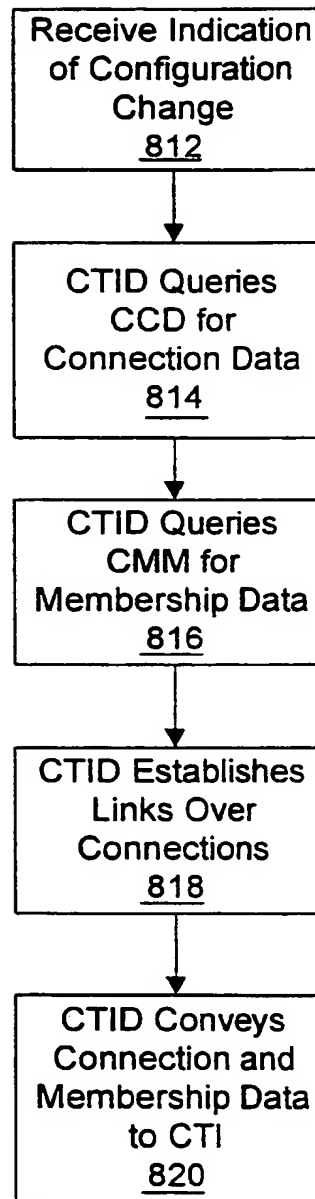 Receive Indication
of Configuration
Change
812
CTID Queries
CCD for
Connection Data
814
CTID Queries
CMM for
Membership Data
816
CTID Establishes
Links Over
Connections
818
CTID Conveys
Connection and
Membership Data
to CTI
820